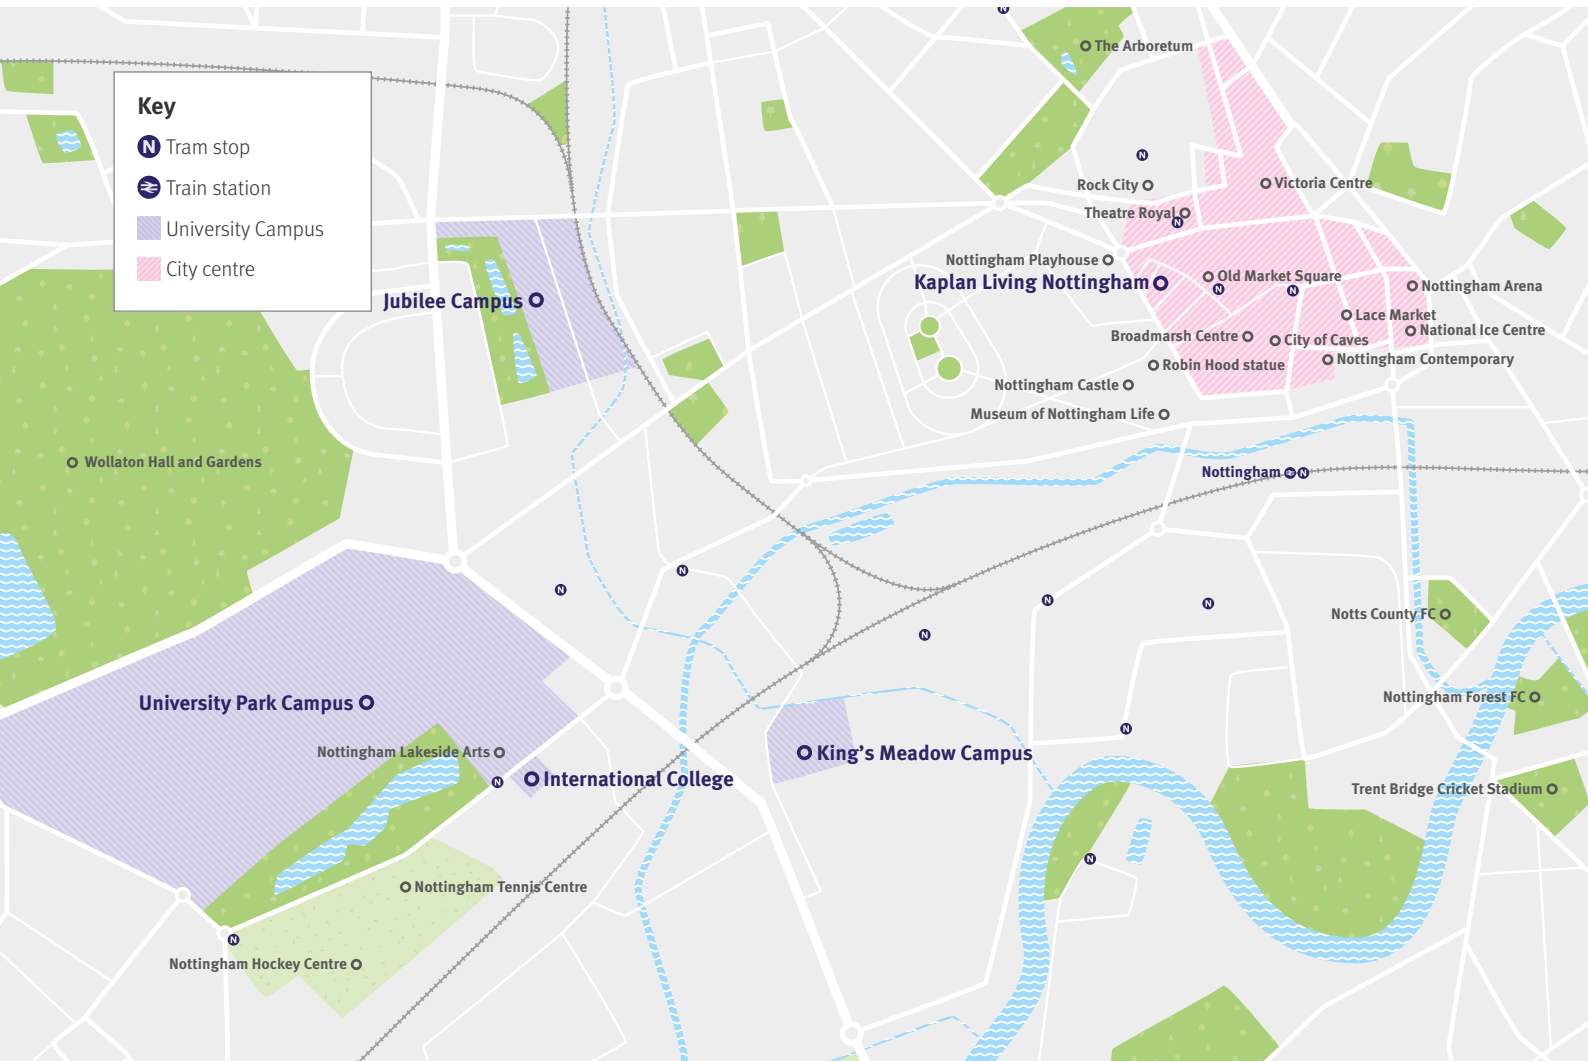 N
The Arboretum
Key
N Tram stop
Train station
University Campus
City centre
N
Rock City
Victoria Centre
Theatre Royal
N
Nottingham Playhouse
Kaplan Living Nottingham
Old Market Square
N
N
Nottingham Arena
Jubilee Campus
Lace Market
National Ice Centre
Broadmarsh Centre
City of Caves
Nottingham Contemporary
Robin Hood statue
Nottingham Castle
Museum of Nottingham Life
Wollaton Hall and Gardens
Nottingham N
N
N
N
N
Notts County FC
N
Nottingham Forest FC
University Park Campus
N
Nottingham Lakeside Arts
King's Meadow Campus
N
International College
Trent Bridge Cricket Stadium
N
Nottingham Tennis Centre
N
Nottingham Hockey Centre